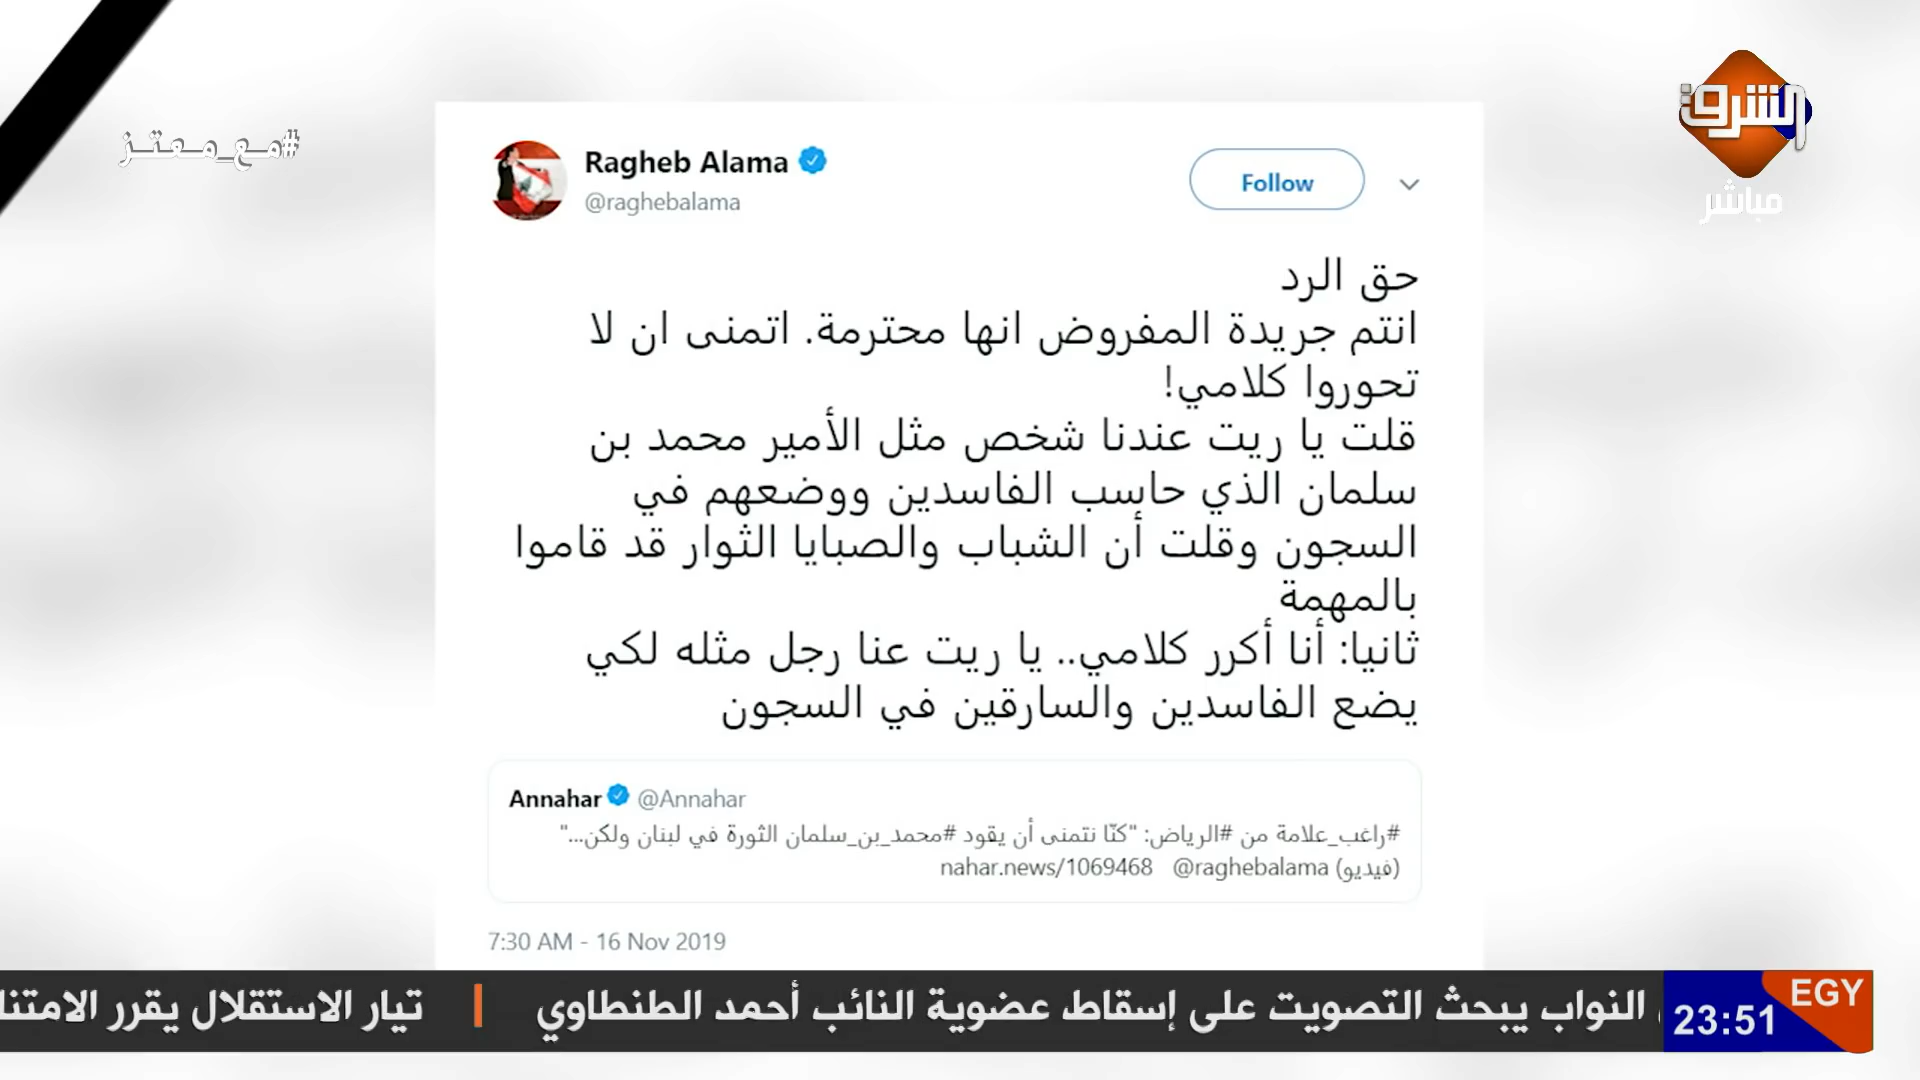 #مع_معتز
الشرق
مباشر
Ragheb Alama
@raghebalama
Follow
حق الرد
انتم جريدة المفروض انها محترمة. اتمنى ان لا
تحوروا كلامي!
قلت يا ريت عندنا شخص مثل الأمير محمد بن
سلمان الذي حاسب الفاسدين ووضعهم في
السجون وقلت أن الشباب والصبايا الثوار قد قاموا
بالمهمة
ثانيا: أنا أكرر كلامي.. يا ريت عنا رجل مثله لكي
يضع الفاسدين والسارقين في السجون
Annahar @Annahar
#راغب_علامة من #الرياض: "كنّا نتمنى أن يقود #محمد_بن_سلمان الثورة في لبنان ولكن..."
(فيديو) nahar.news/1069468 @raghebalama
7:30 AM - 16 Nov 2019
النواب يبحث التصويت على إسقاط عضوية النائب أحمد الطنطاوي | تيار الاستقلال يقرر
EGY
23:51